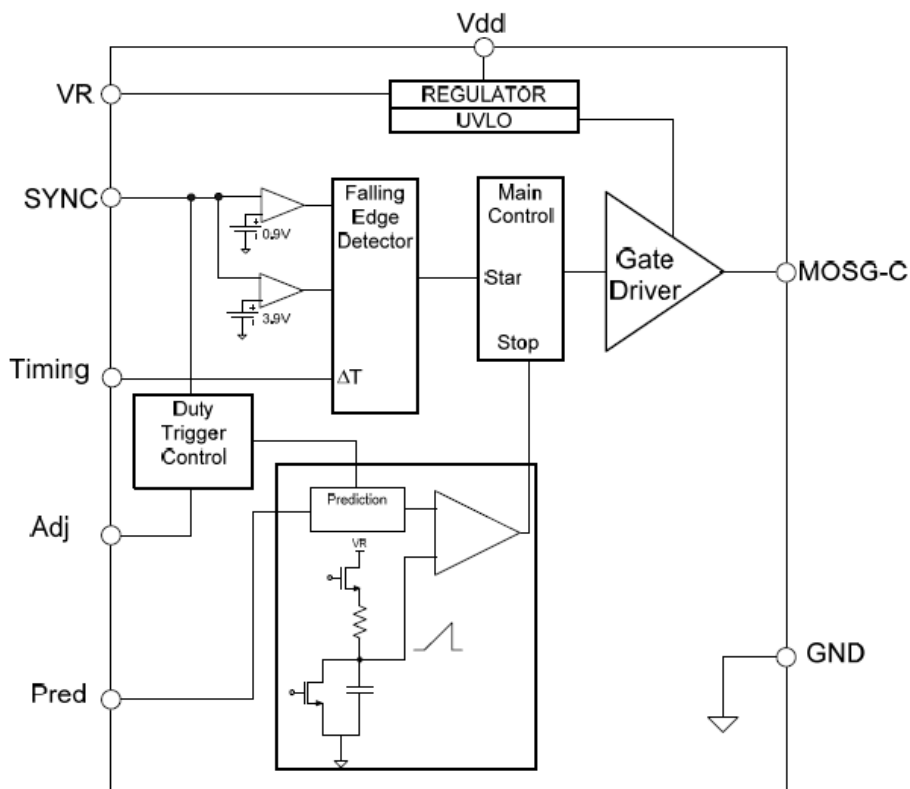 Vdd
VR
REGULATOR
UVLO
SYNC
Falling
Edge
Detector
Main
Control
0.9V
Star
Gate
Driver
MOSG-C
3.9V
Stop
Timing
ΔT
Duty
Trigger
Control
Prediction
Adj
VR
GND
Pred